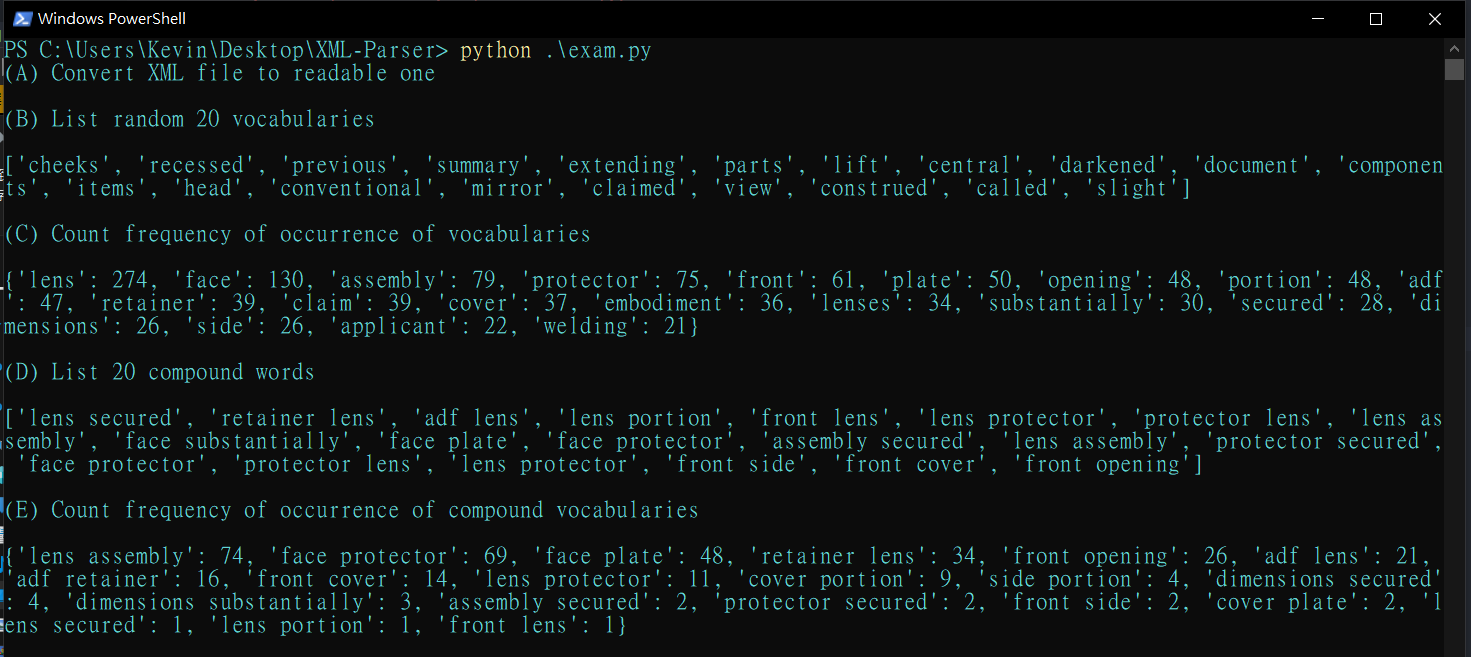 Windows PowerShell
PS C:\Users\Kevin\Desktop\XML-Parser> python .\exam.py
(A) Convert XML file to readable one
(B) List random 20 vocabularies
['cheeks', 'recessed', 'previous', 'summary', 'extending', 'parts', 'lift', 'central', 'darkened', 'document', 'componen
ts', 'items', 'head', 'conventional', 'mirror', 'claimed', 'view', 'construed', 'called', 'slight']
(C) Count frequency of occurrence of vocabularies
{'lens': 274, 'face': 130, 'assembly': 79, 'protector': 75, 'front': 61, 'plate': 50, 'opening': 48, 'portion': 48, 'adf
': 47, 'retainer': 39, 'claim': 39, 'cover': 37, 'embodiment': 36, 'lenses': 34, 'substantially': 30, 'secured': 28, 'di
mensions': 26, 'side': 26, 'applicant': 22, 'welding': 21}
(D) List 20 compound words
['lens secured', 'retainer lens', 'adf lens', 'lens portion', 'front lens', 'lens protector', 'protector lens', 'lens as
sembly', 'face substantially', 'face plate', 'face protector', 'assembly secured', 'lens assembly', 'protector secured',
'face protector', 'protector lens', 'lens protector', 'front side', 'front cover', 'front opening']
(E) Count frequency of occurrence of compound vocabularies
{'lens assembly': 74, 'face protector': 69, 'face plate': 48, 'retainer lens': 34, 'front opening': 26, 'adf lens': 21,
'adf retainer': 16, 'front cover': 14, 'lens protector': 11, 'cover portion': 9, 'side portion': 4, 'dimensions secured'
: 4, 'dimensions substantially': 3, 'assembly secured': 2, 'protector secured': 2, 'front side': 2, 'cover plate': 2, 'l
ens secured': 1, 'lens portion': 1, 'front lens': 1}